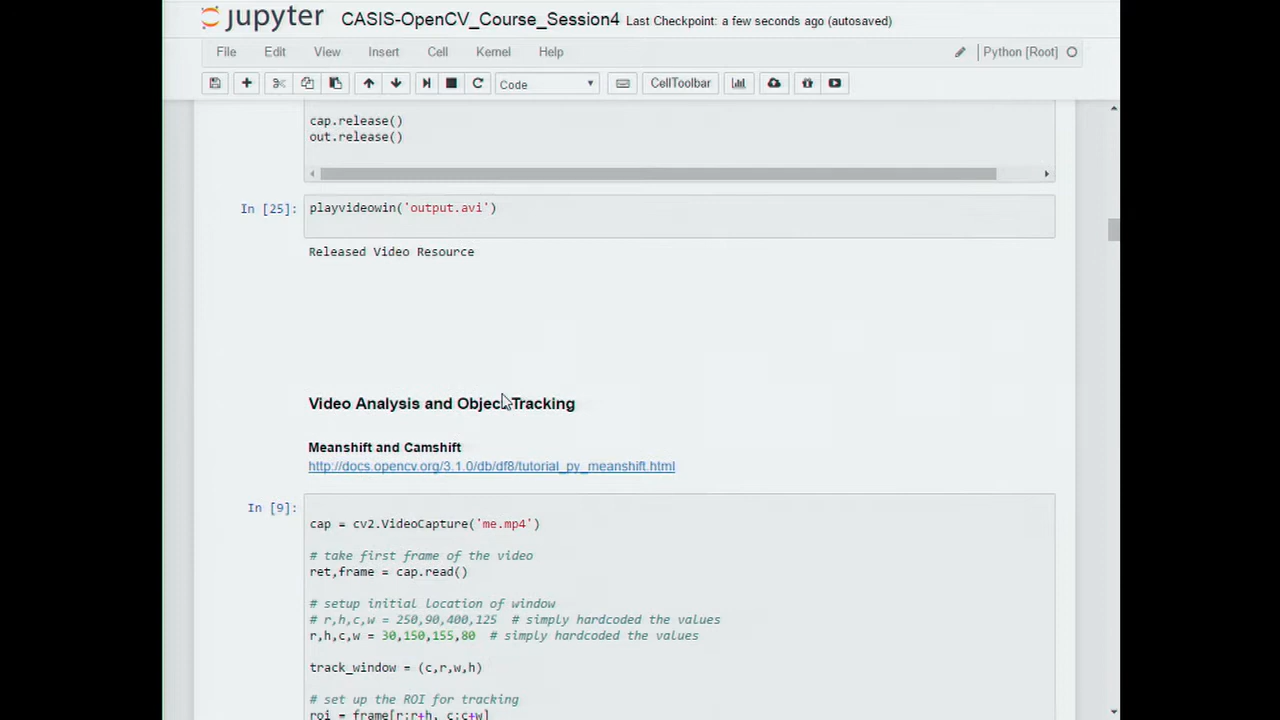 jupyter CASIS-OpenCV_Course_Session4 Last Checkpoint: a few seconds ago (autosaved)
File Edit View Insert Cell Kernel Help Python [Root]
Code CellToolbar
cap.release()
out.release()
In [25]: playvideowin('output.avi')
Released Video Resource
Video Analysis and Object Tracking
Meanshift and Camshift
http://docs.opencv.org/3.1.0/db/df8/tutorial_py_meanshift.html
In [9]:
cap = cv2.VideoCapture('me.mp4')
# take first frame of the video
ret,frame = cap.read()
# setup initial location of window
# r,h,c,w = 250,90,400,125  # simply hardcoded the values
r,h,c,w = 30,150,155,80  # simply hardcoded the values
track_window = (c,r,w,h)
# set up the ROI for tracking
roi = frame[r:r+h, c:c+w]